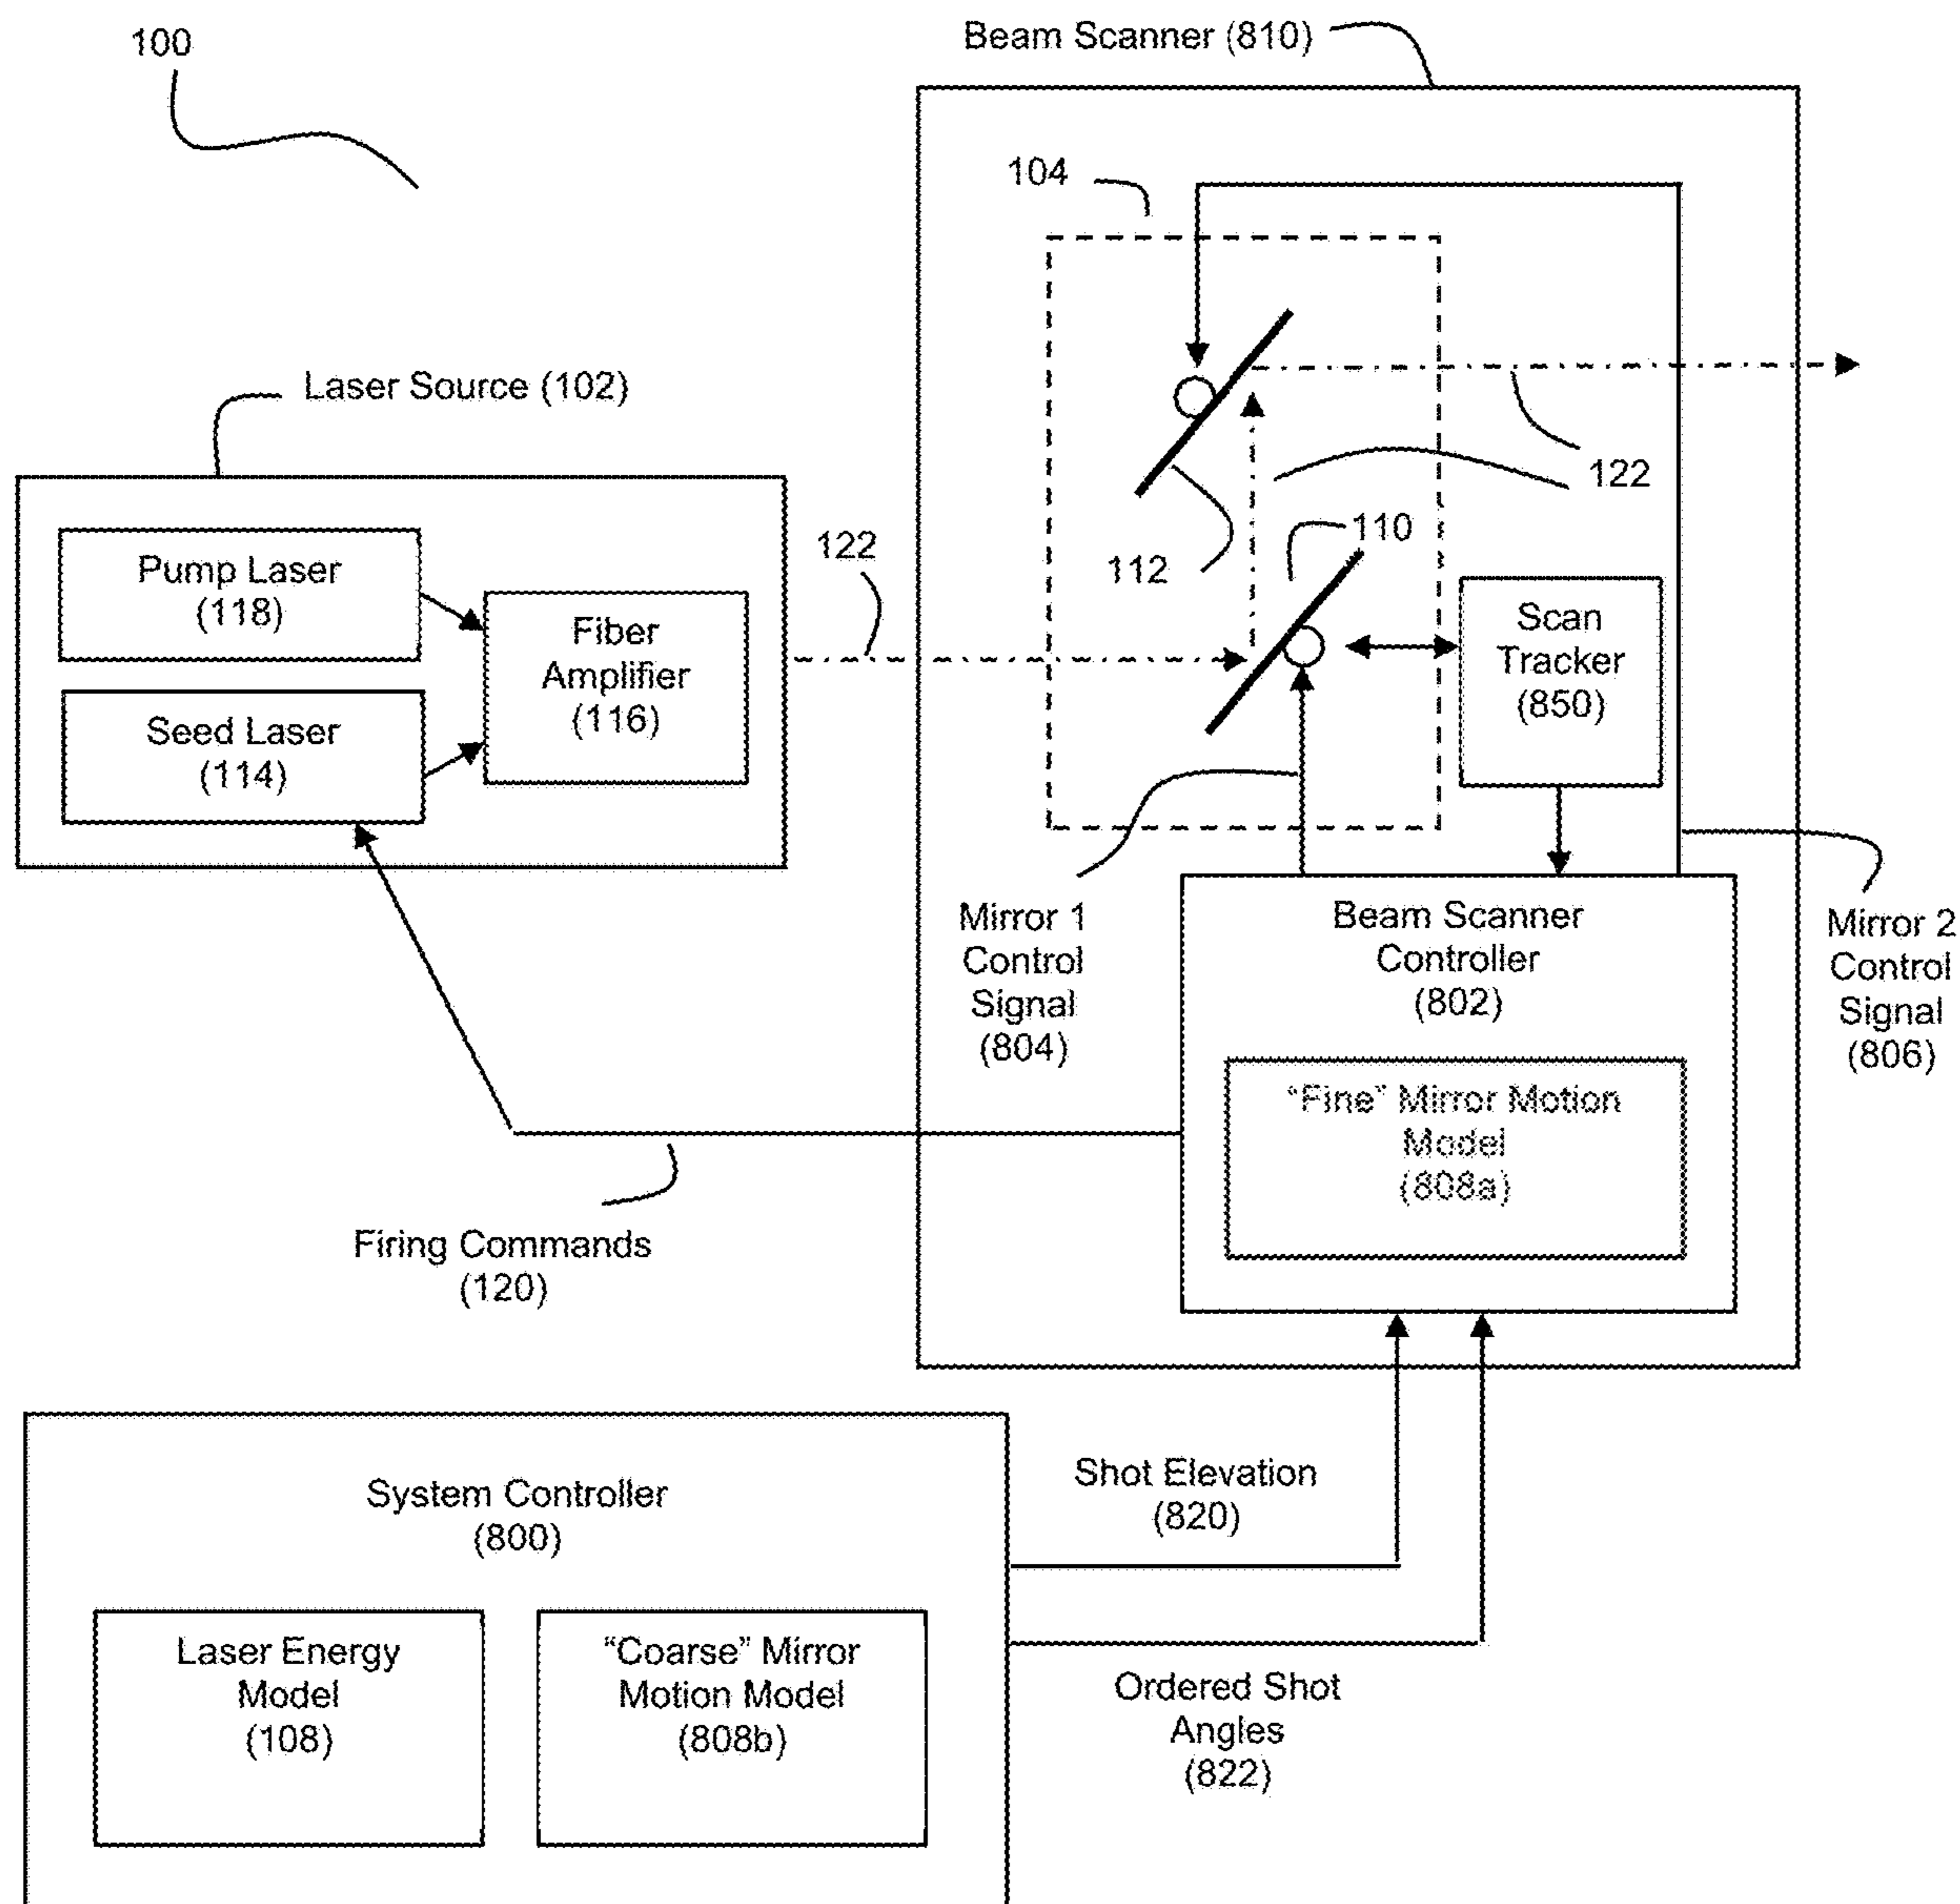 100
Beam Scanner (810)
104
Laser Source (102)
Pump Laser
(118)
Seed Laser
(114)
Fiber
Amplifier
(116)
122
112
110
122
Scan
Tracker
(850)
Mirror 1
Control
Signal
(804)
Beam Scanner
Controller
(802)
"Fine" Mirror Motion
Model
(808a)
Mirror 2
Control
Signal
(806)
Firing Commands
(120)
System Controller
(800)
Laser Energy
Model
(108)
“Coarse” Mirror
Motion Model
(808b)
Shot Elevation
(820)
Ordered Shot
Angles
(822)